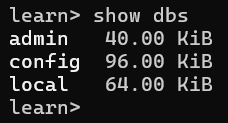 learn> show dbs
admin   40.00 KiB
config  96.00 KiB
local   64.00 KiB
learn>